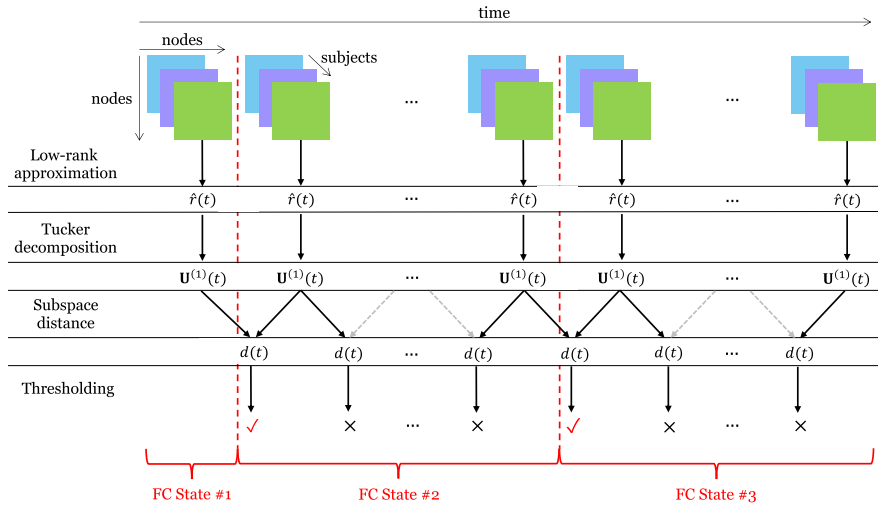 time
nodes
subjects
nodes
... ...
Low-rank
approximation
r̂(t) r̂(t) ... r̂(t) r̂(t) ... r̂(t)
Tucker
decomposition
U⁽¹⁾(t) U⁽¹⁾(t) ... U⁽¹⁾(t) U⁽¹⁾(t) ... U⁽¹⁾(t)
Subspace
distance
d(t) d(t) ... d(t) d(t) d(t) ... d(t)
Thresholding
✓ × ... × ✓ × ... ×
FC State #1 FC State #2 FC State #3